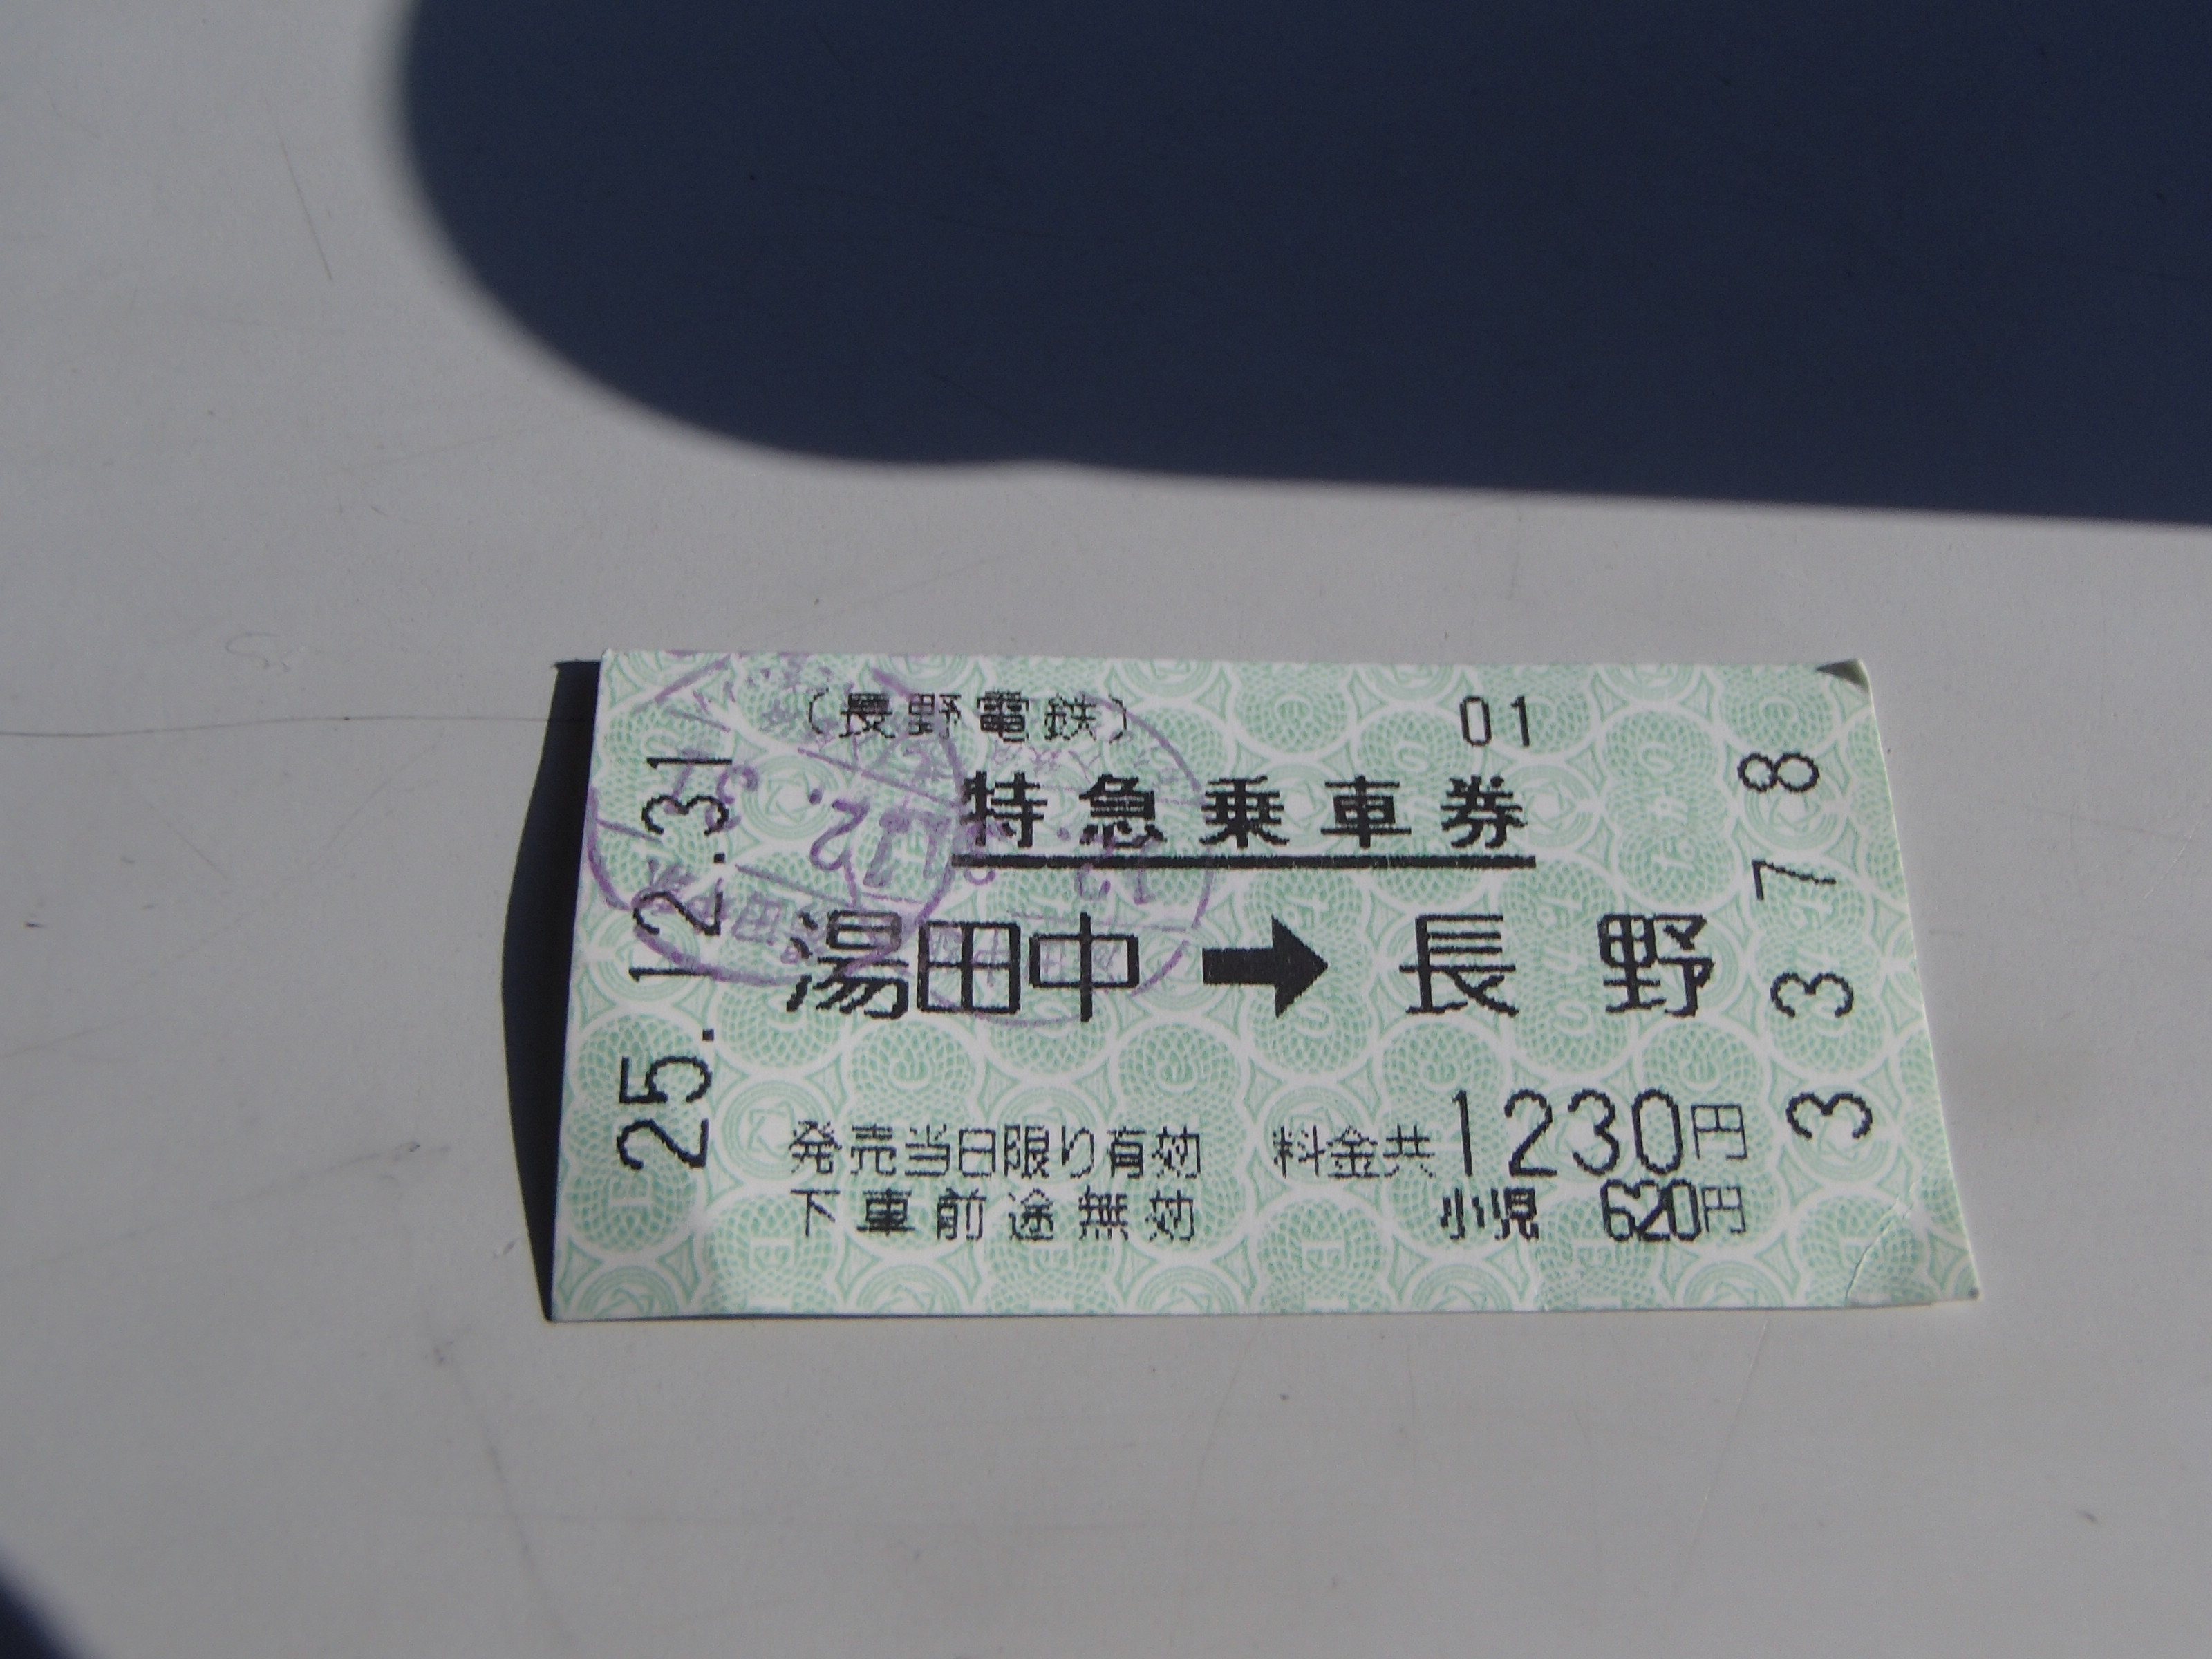 (長野電鉄) 01
特急乗車券
湯田中➡長野
発売当日限り有効 料金共1230円
下車前途無効 小児 620円
25.12.31
3378